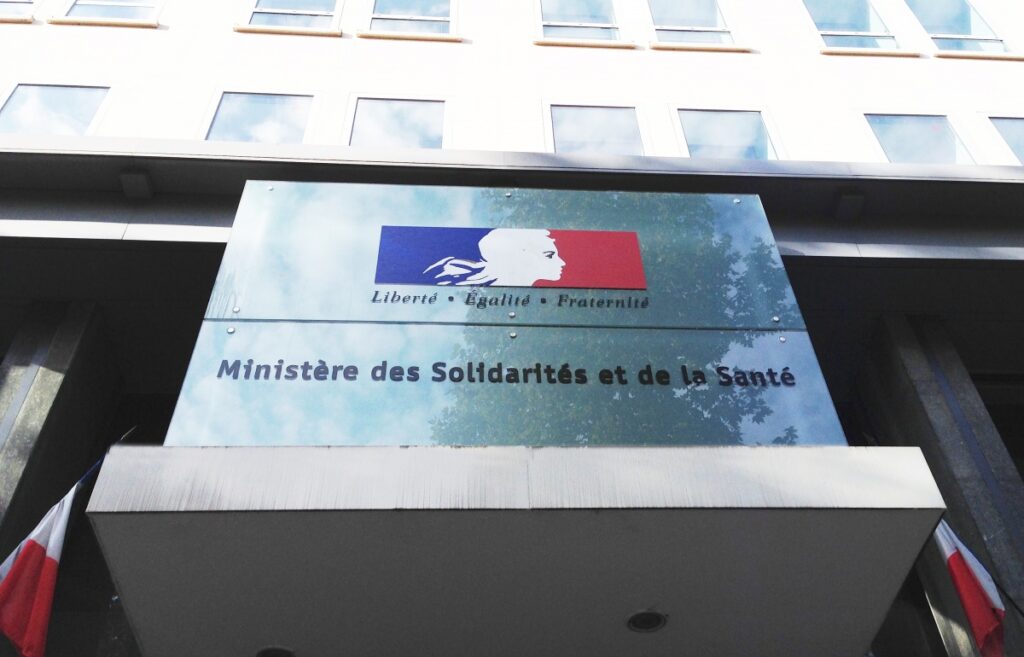 Liberté • Égalité • Fraternité
Ministère des Solidarités et de la Santé